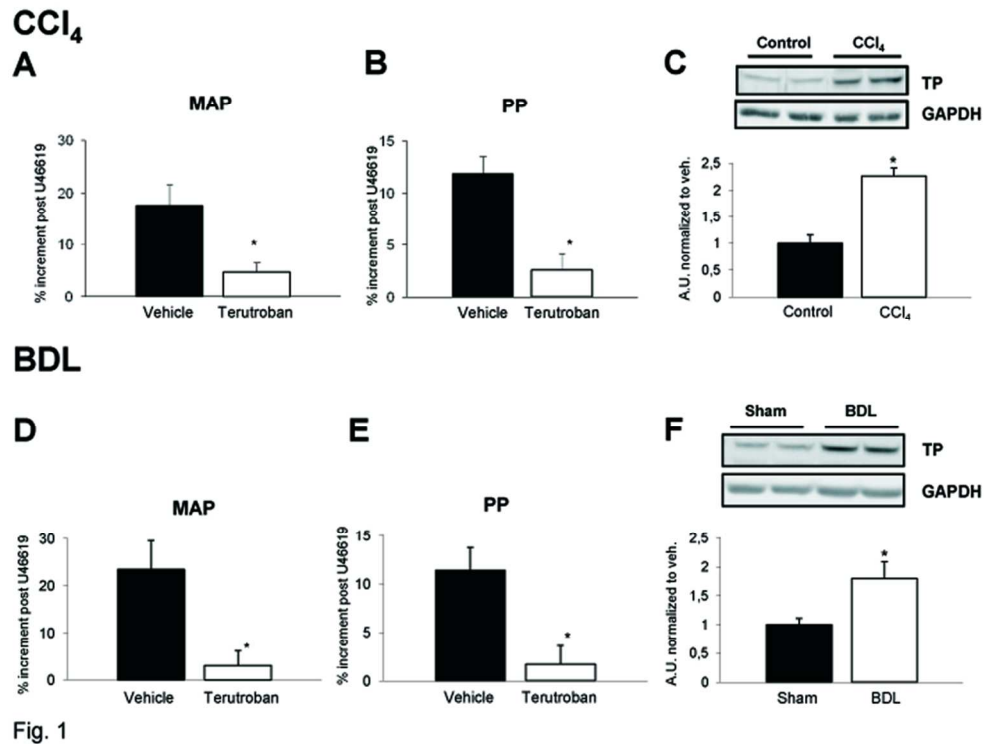 CCl4
A
MAP
% increment post U46619
30
20
10
0
Vehicle Terutroban
*
B
PP
% increment post U46619
15
10
5
0
Vehicle Terutroban
*
C
Control CCl4
TP
GAPDH
A.U. normalized to veh.
2,5
2
1,5
1
0,5
0
Control CCl4
*
BDL
D
MAP
% increment post U46619
30
20
10
0
Vehicle Terutroban
*
E
PP
% increment post U46619
15
10
5
0
Vehicle Terutroban
*
F
Sham BDL
TP
GAPDH
A.U. normalized to veh.
2,5
2
1,5
1
0,5
0
Sham BDL
*
Fig. 1